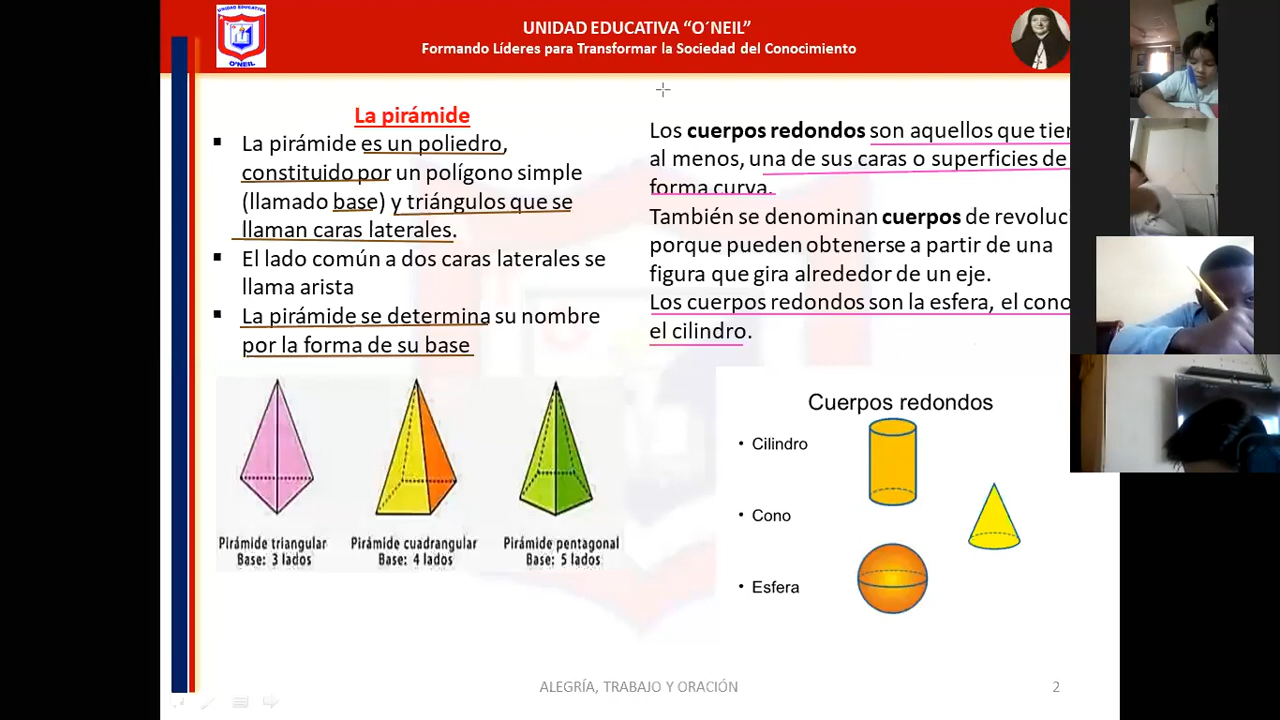 UNIDAD EDUCATIVA
O´NEIL
UNIDAD EDUCATIVA “O´NEIL”
Formando Líderes para Transformar la Sociedad del Conocimiento
La pirámide
▪ La pirámide es un poliedro,
constituido por un polígono simple
(llamado base) y triángulos que se
llaman caras laterales.
▪ El lado común a dos caras laterales se
llama arista
▪ La pirámide se determina su nombre
por la forma de su base
Pirámide triangular
Base: 3 lados
Pirámide cuadrangular
Base: 4 lados
Pirámide pentagonal
Base: 5 lados
Los cuerpos redondos son aquellos que tien
al menos, una de sus caras o superficies de
forma curva.
También se denominan cuerpos de revoluc
porque pueden obtenerse a partir de una
figura que gira alrededor de un eje.
Los cuerpos redondos son la esfera, el cono
el cilindro.
Cuerpos redondos
• Cilindro
• Cono
• Esfera
ALEGRÍA, TRABAJO Y ORACIÓN
2